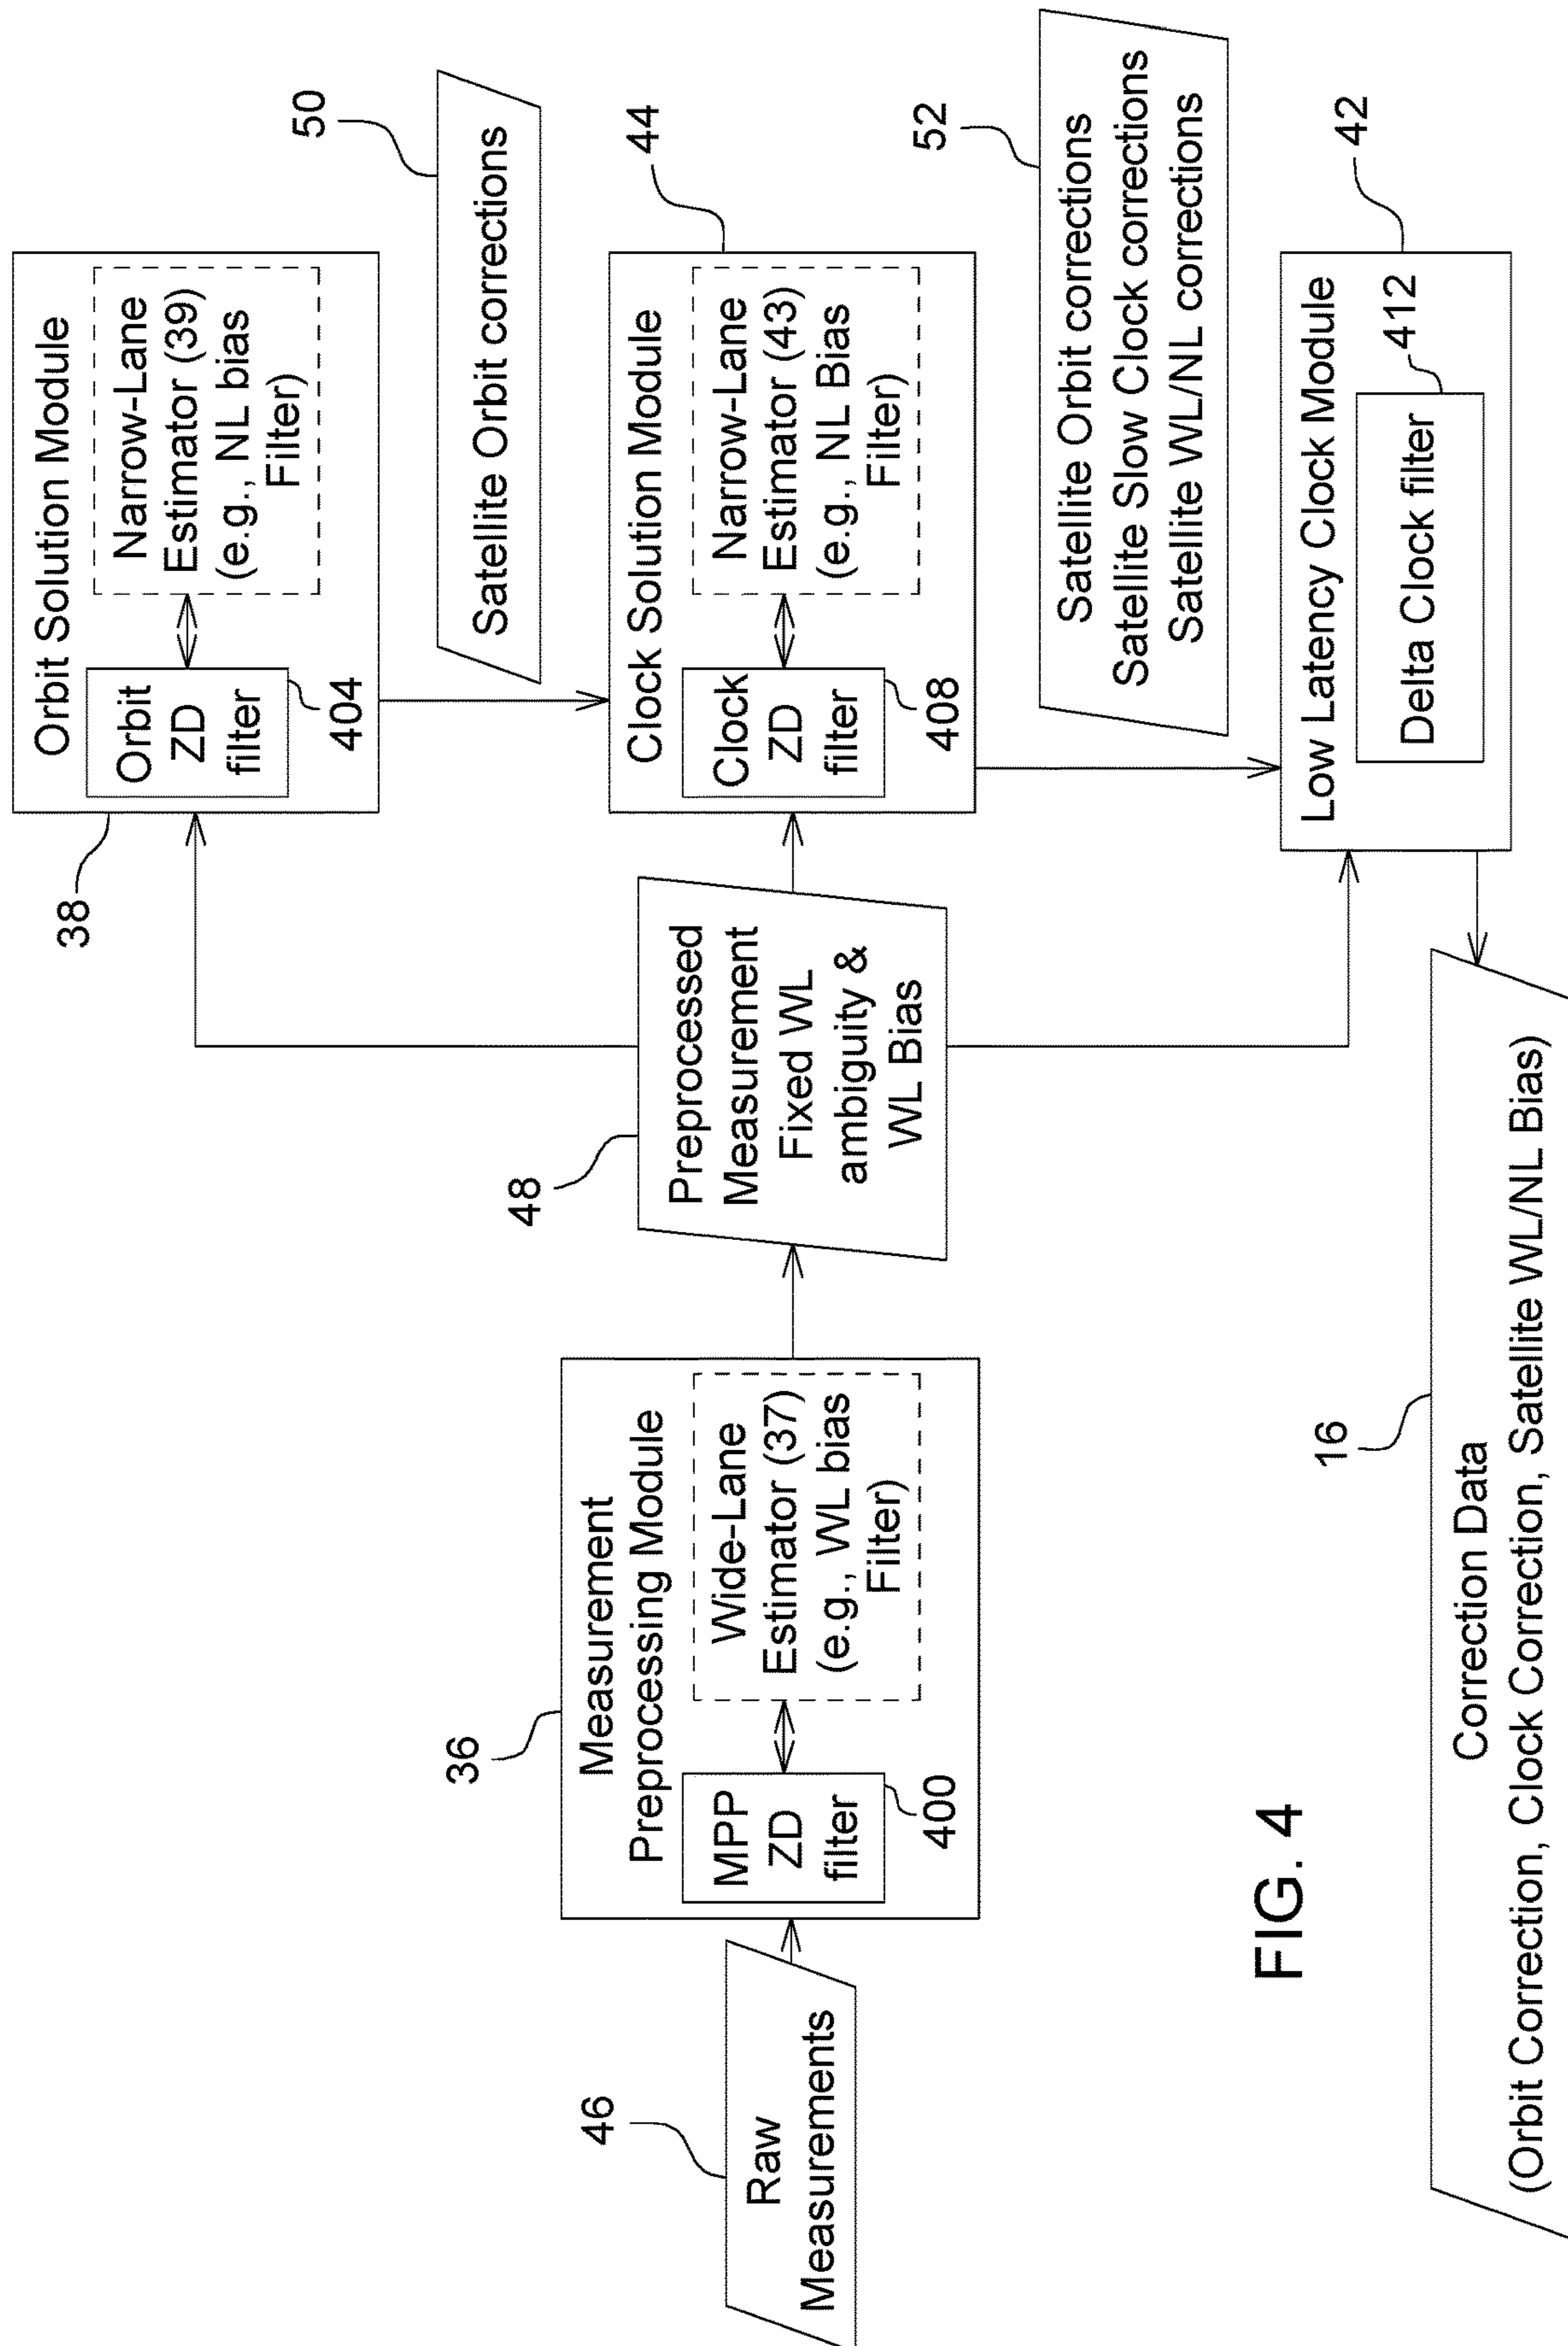 46
Raw
Measurements
36
Measurement
Preprocessing Module
MPP
ZD
filter
400
Wide-Lane
Estimator (37)
(e.g., WL bias
Filter)
48
Preprocessed
Measurement
Fixed WL
ambiguity &
WL Bias
38
Orbit Solution Module
Orbit
ZD
filter
404
Narrow-Lane
Estimator (39)
(e.g., NL bias
Filter)
50
Satellite Orbit corrections
44
Clock Solution Module
Clock
ZD
filter
408
Narrow-Lane
Estimator (43)
(e.g., NL Bias
Filter)
52
Satellite Orbit corrections
Satellite Slow Clock corrections
Satellite WL/NL corrections
42
Low Latency Clock Module
412
Delta Clock filter
16
Correction Data
(Orbit Correction, Clock Correction, Satellite WL/NL Bias)
FIG. 4